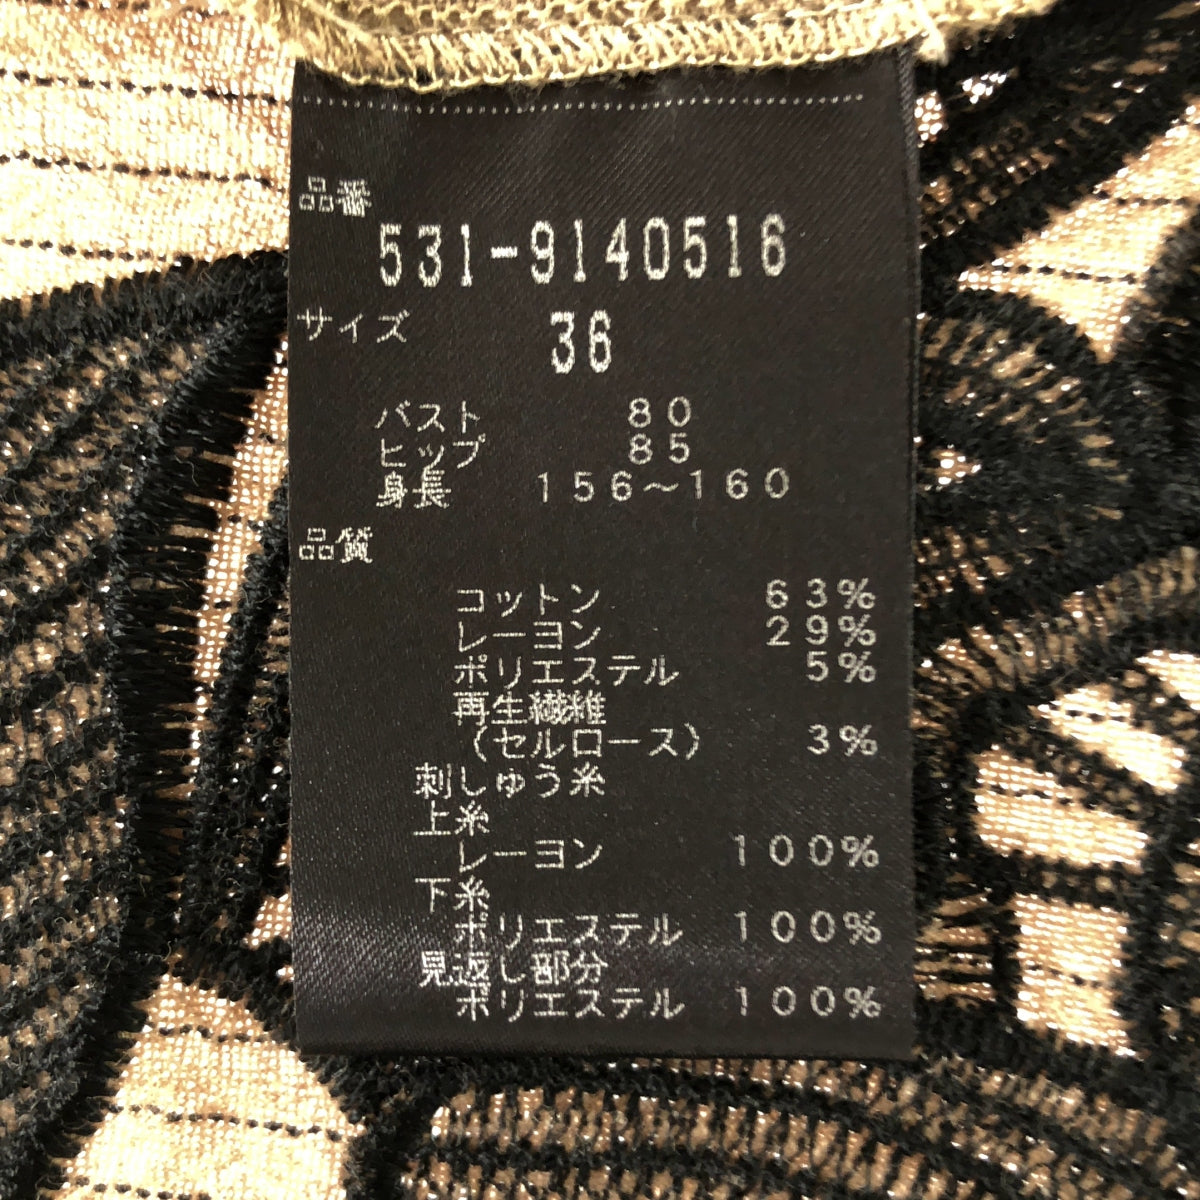 品番
531-9140516
サイズ 36
バスト 80
ヒップ 85
身長 156～160
品質
コットン 63%
レーヨン 29%
ポリエステル 5%
再生繊維
(セルロース) 3%
刺しゅう糸
上糸
レーヨン 100%
下糸
ポリエステル 100%
見返し部分
ポリエステル 100%